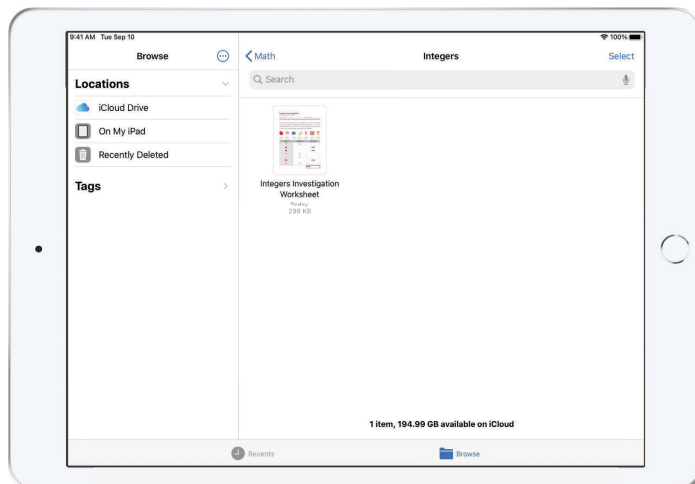 9:41 AM Tue Sep 10
100%
Browse
Math
Integers
Select
Locations
Search
iCloud Drive
On My iPad
Recently Deleted
Tags
Integers Investigation
Worksheet
Today
298 KB
1 item, 194.99 GB available on iCloud
Recents
Browse